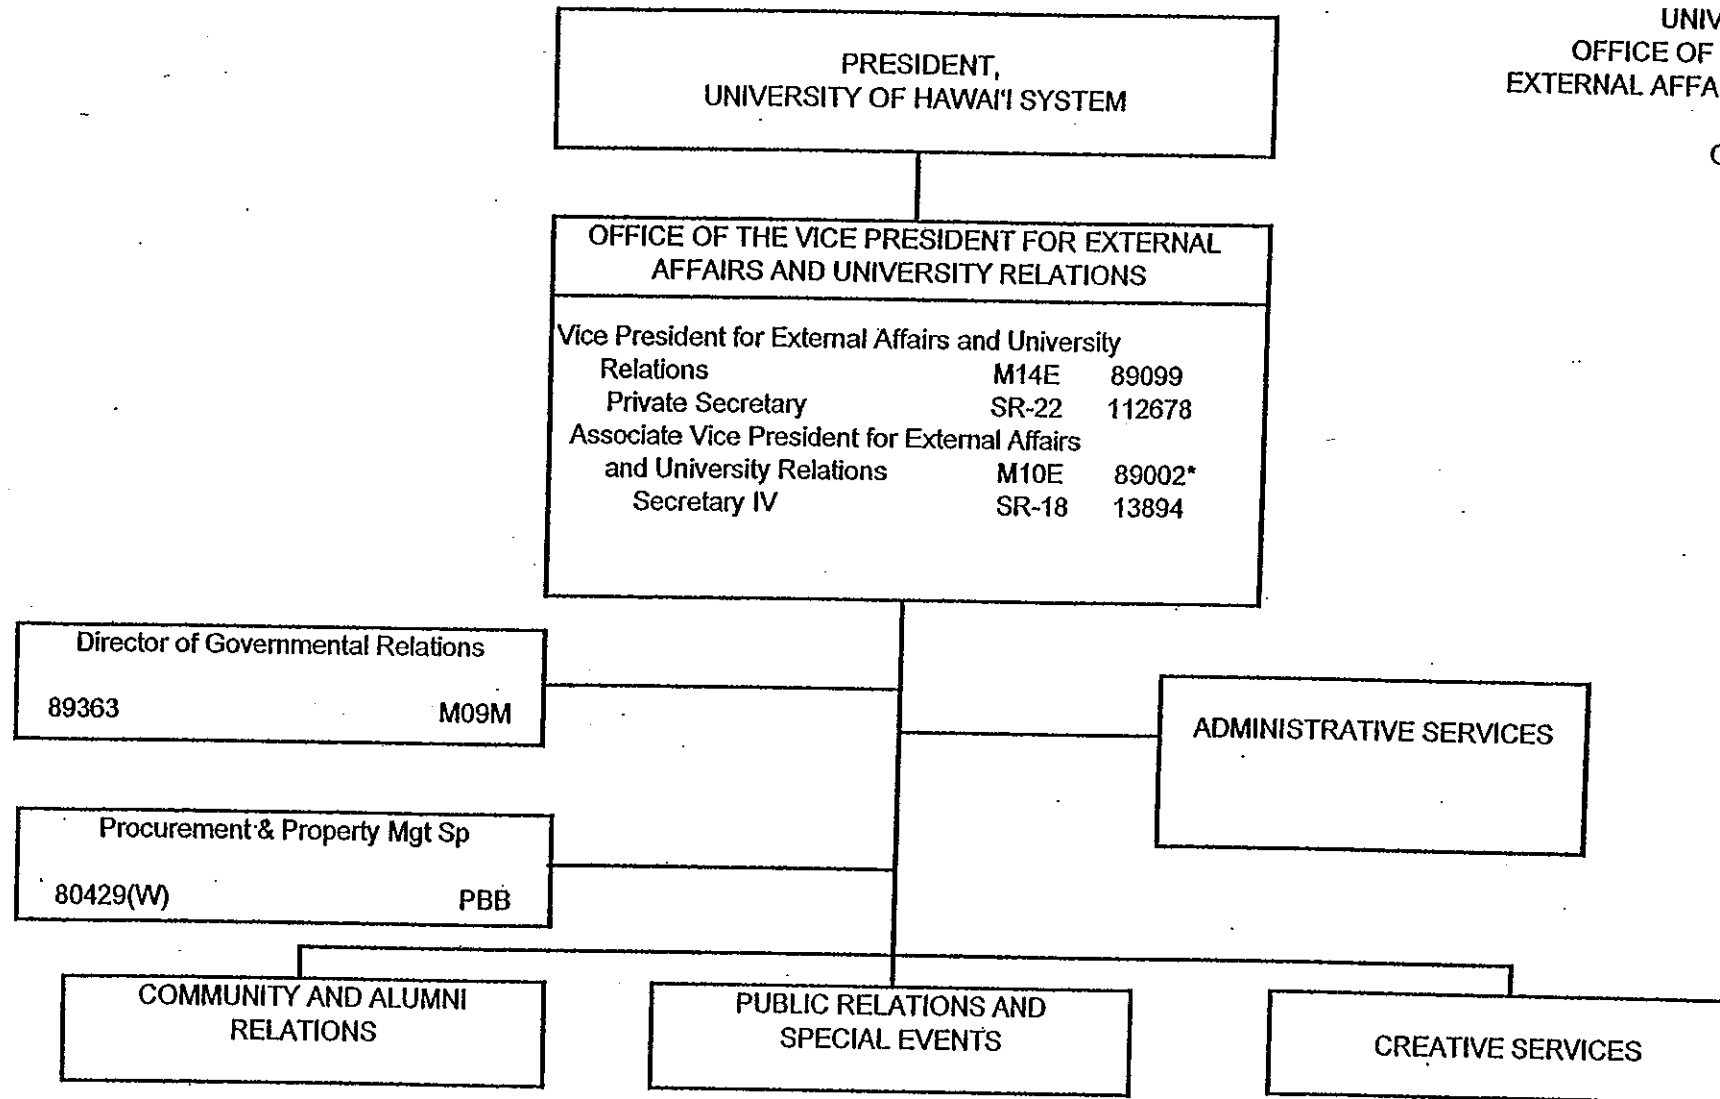 PRESIDENT,
UNIVERSITY OF HAWAI'I SYSTEM
UNIV
OFFICE OF
EXTERNAL AFFA
OFFICE OF THE VICE PRESIDENT FOR EXTERNAL
AFFAIRS AND UNIVERSITY RELATIONS
Vice President for External Affairs and University
Relations M14E 89099
Private Secretary SR-22 112678
Associate Vice President for External Affairs
and University Relations M10E 89002*
Secretary IV SR-18 13894
Director of Governmental Relations
89363 M09M
ADMINISTRATIVE SERVICES
Procurement & Property Mgt Sp
80429(W) PBB
COMMUNITY AND ALUMNI
RELATIONS
PUBLIC RELATIONS AND
SPECIAL EVENTS
CREATIVE SERVICES